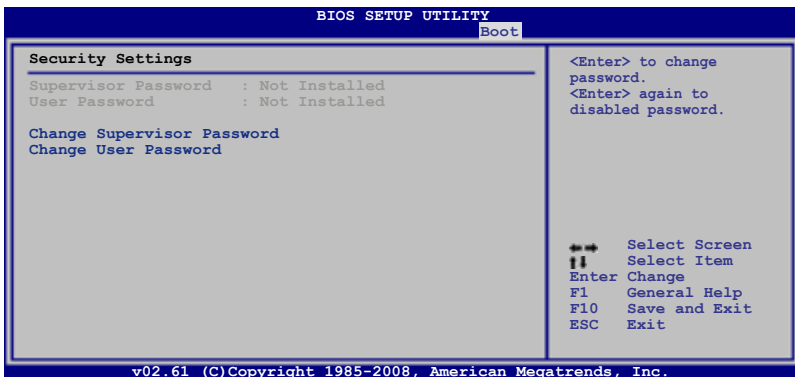 BIOS SETUP UTILITY
Boot
Security Settings
Supervisor Password : Not Installed
User Password : Not Installed
Change Supervisor Password
Change User Password
<Enter> to change
password.
<Enter> again to
disabled password.
Select Screen
Select Item
Enter Change
F1 General Help
F10 Save and Exit
ESC Exit
v02.61 (C)Copyright 1985-2008, American Megatrends, Inc.